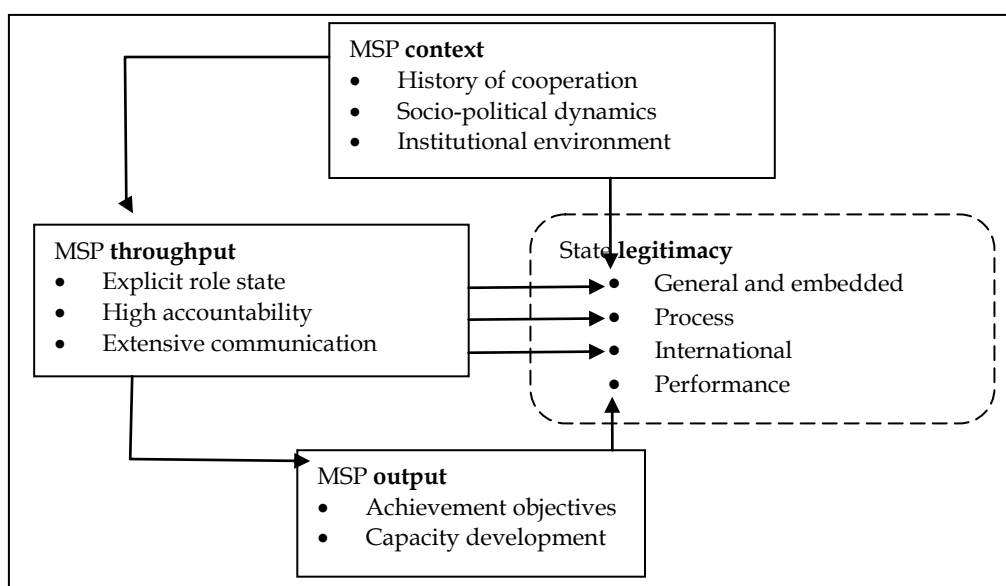 MSP context
• History of cooperation
• Socio-political dynamics
• Institutional environment
MSP throughput
• Explicit role state
• High accountability
• Extensive communication
State legitimacy
• General and embedded
• Process
• International
• Performance
MSP output
• Achievement objectives
• Capacity development